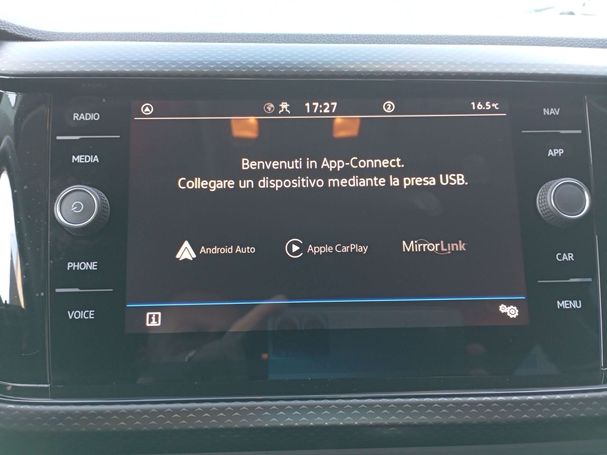 RADIO
MEDIA
PHONE
VOICE
17:27
2
16.5°C
Benvenuti in App-Connect.
Collegare un dispositivo mediante la presa USB.
Android Auto
Apple CarPlay
MirrorLink
i
NAV
APP
CAR
MENU